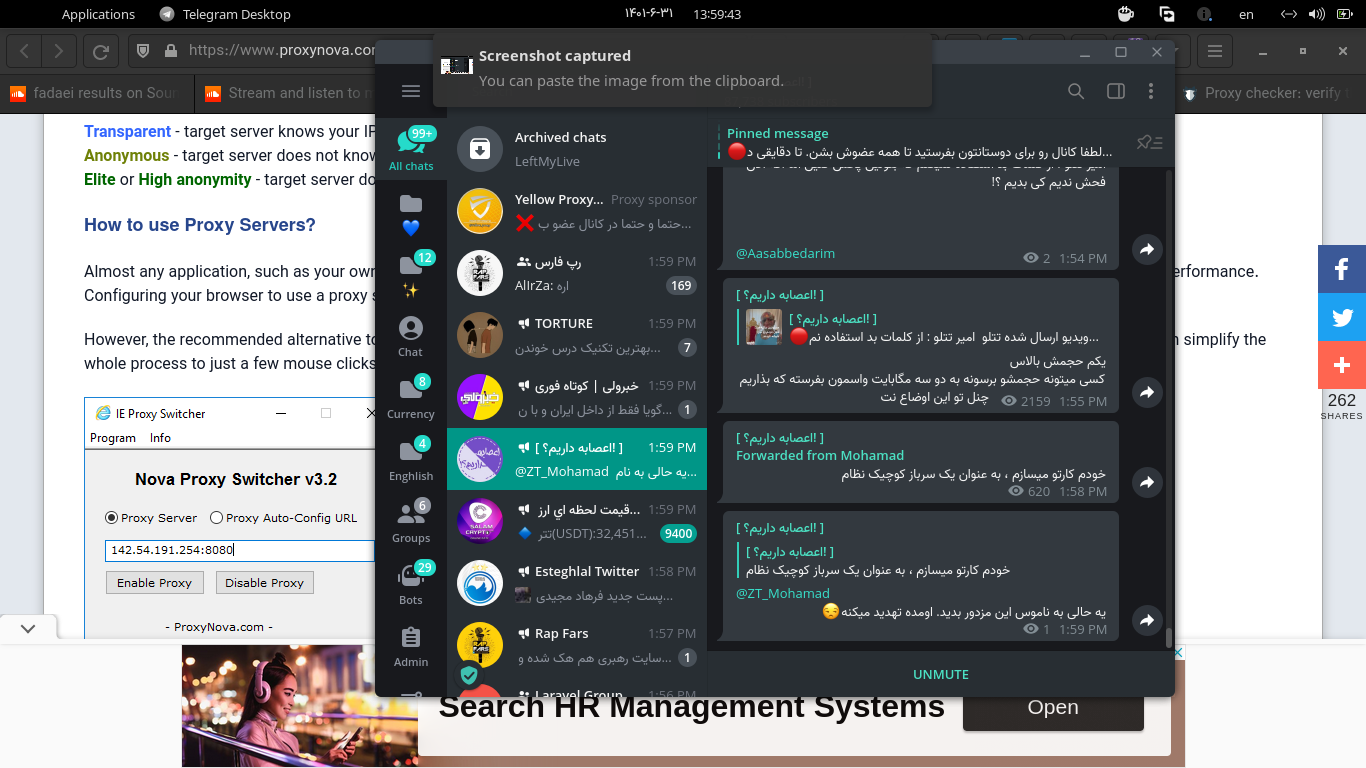 Applications
Telegram Desktop
۱۴۰۱-۶-۳۱
13:59:43
en
https://www.proxynova.com
fadaei results on Soun
Stream and listen to m
Proxy checker: verify t
Screenshot captured
You can paste the image from the clipboard.
Transparent - target server knows your IP
Anonymous - target server does not know
Elite or High anonymity - target server do
How to use Proxy Servers?
Almost any application, such as your own
erformance.
Configuring your browser to use a proxy s
However, the recommended alternative to
simplify the
whole process to just a few mouse clicks
IE Proxy Switcher
Program Info
Nova Proxy Switcher v3.2
Proxy Server
Proxy Auto-Config URL
142.54.191.254:8080
Enable Proxy
Disable Proxy
- ProxyNova.com -
99+
All chats
12
Chat
8
Currency
4
Enghlish
6
Groups
29
Bots
Admin
Archived chats
LeftMyLive
Yellow Proxy...
Proxy sponsor
❌ حتما و حتما در کانال عضو ب...
رپ فارس
1:59 PM
AlIrZa: اره
169
TORTURE
1:59 PM
بهترین تکنیک درس خوندن...
7
خبرولی | کوتاه فوری
1:59 PM
گویا فقط از داخل ایران و با ن...
1
[ اعصابه داریم؟! ]
1:59 PM
@ZT_Mohamad یه حالی به نام...
قیمت لحظه اي ارز...
1:59 PM
🔷 تتر(USDT):32,451...
9400
Esteghlal Twitter
1:58 PM
پست جدید فرهاد مجیدی...
Rap Fars
1:57 PM
سایت رهبری هم هک شده و...
1
Laravel Group
1:56 PM
Pinned message
لطفا کانال رو برای دوستانتون بفرستید تا همه عضوش بشن. تا دقایقی د...🔴
فحش ندیم کی بدیم ؟!
@Aasabbedarim
2 1:54 PM
[ اعصابه داریم؟! ]
[ اعصابه داریم؟! ]
🔴ویدیو ارسال شده تتلو امیر تتلو : از کلمات بد استفاده نم...
یکم حجمش بالاس
کسی میتونه حجمشو برسونه به دو سه مگابایت واسمون بفرسته که بذاریم
چنل تو این اوضاع نت
2159 1:55 PM
[ اعصابه داریم؟! ]
Forwarded from Mohamad
خودم کارتو میسازم ، به عنوان یک سرباز کوچیک نظام
620 1:58 PM
[ اعصابه داریم؟! ]
[ اعصابه داریم؟! ]
خودم کارتو میسازم ، به عنوان یک سرباز کوچیک نظام
@ZT_Mohamad
یه حالی به ناموس این مزدور بدید. اومده تهدید میکنه😒
1 1:59 PM
UNMUTE
262
SHARES
Search HR Management Systems
Open